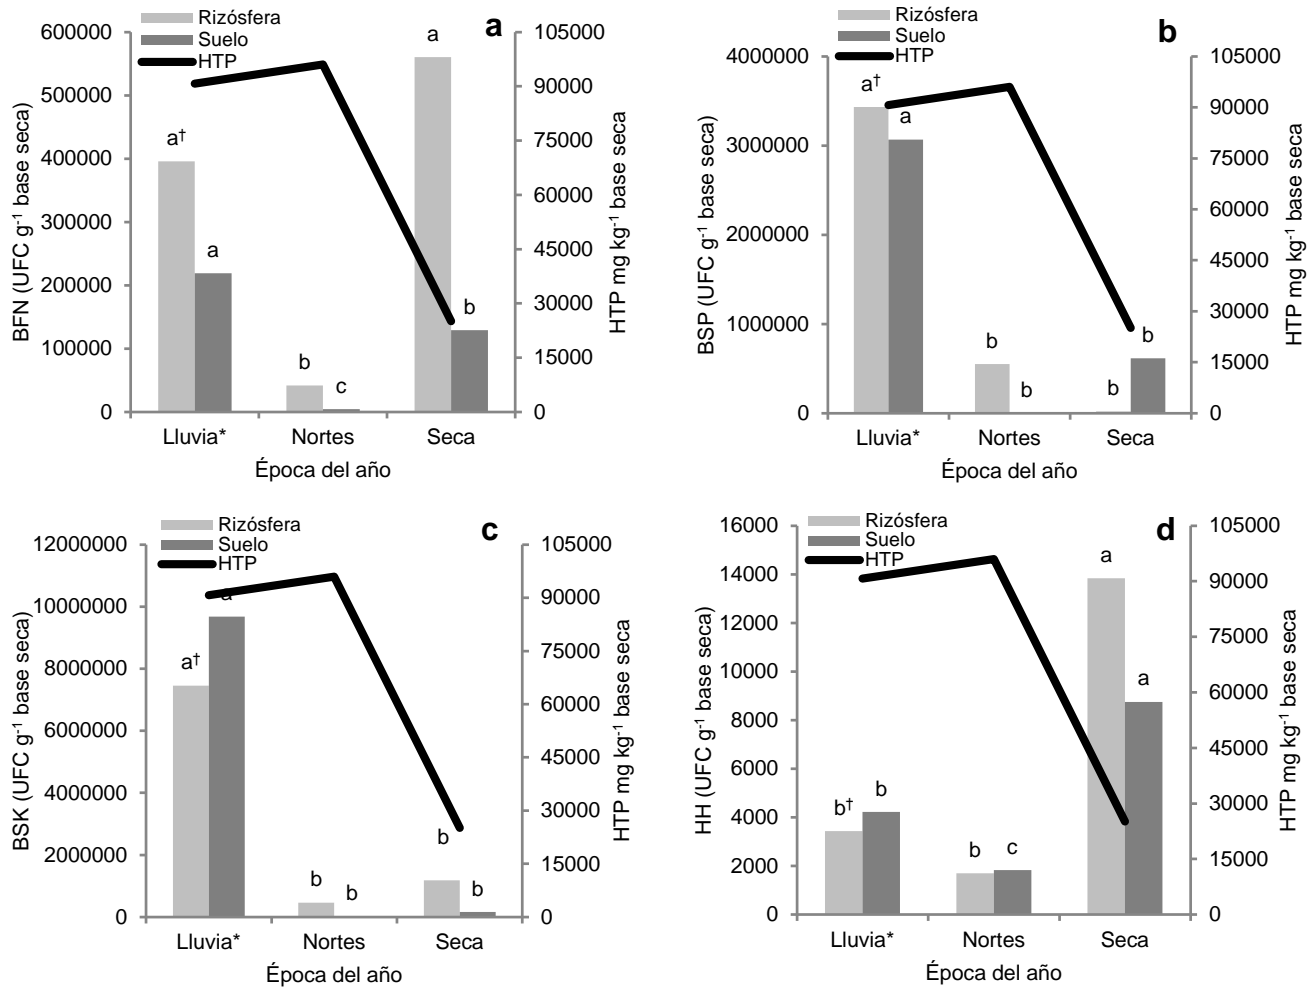 a
Rizósfera
Suelo
HTP
BFN (UFC g⁻¹ base seca)
600000
500000
400000
300000
200000
100000
0
a†
a
b
c
a
b
105000
90000
75000
60000
45000
30000
15000
0
HTP mg kg⁻¹ base seca
Lluvia* Nortes Seca
Época del año
b
Rizósfera
Suelo
HTP
BSP (UFC g⁻¹ base seca)
4000000
3000000
2000000
1000000
0
a†
a
b
b
b
b
105000
90000
75000
60000
45000
30000
15000
0
HTP mg kg⁻¹ base seca
Lluvia* Nortes Seca
Época del año
c
Rizósfera
Suelo
HTP
BSK (UFC g⁻¹ base seca)
12000000
10000000
8000000
6000000
4000000
2000000
0
a†
a
b
b
b
b
105000
90000
75000
60000
45000
30000
15000
0
HTP mg kg⁻¹ base seca
Lluvia* Nortes Seca
Época del año
d
Rizósfera
Suelo
HTP
HH (UFC g⁻¹ base seca)
16000
14000
12000
10000
8000
6000
4000
2000
0
b†
b
b
c
a
a
105000
90000
75000
60000
45000
30000
15000
0
HTP mg kg⁻¹ base seca
Lluvia* Nortes Seca
Época del año